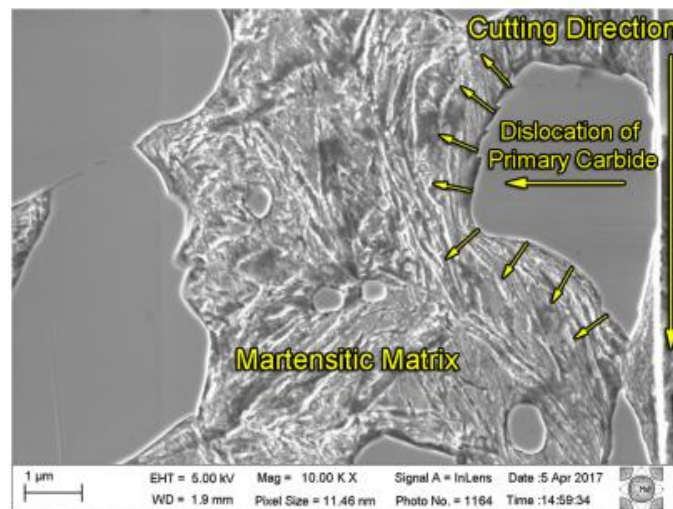 Cutting Direction
Dislocation of
Primary Carbide
Martensitic Matrix
1 µm
EHT = 5.00 kV Mag = 10.00 K X Signal A = InLens Date :5 Apr 2017
WD = 1.9 mm Pixel Size = 11.46 nm Photo No. = 1164 Time :14:59:34